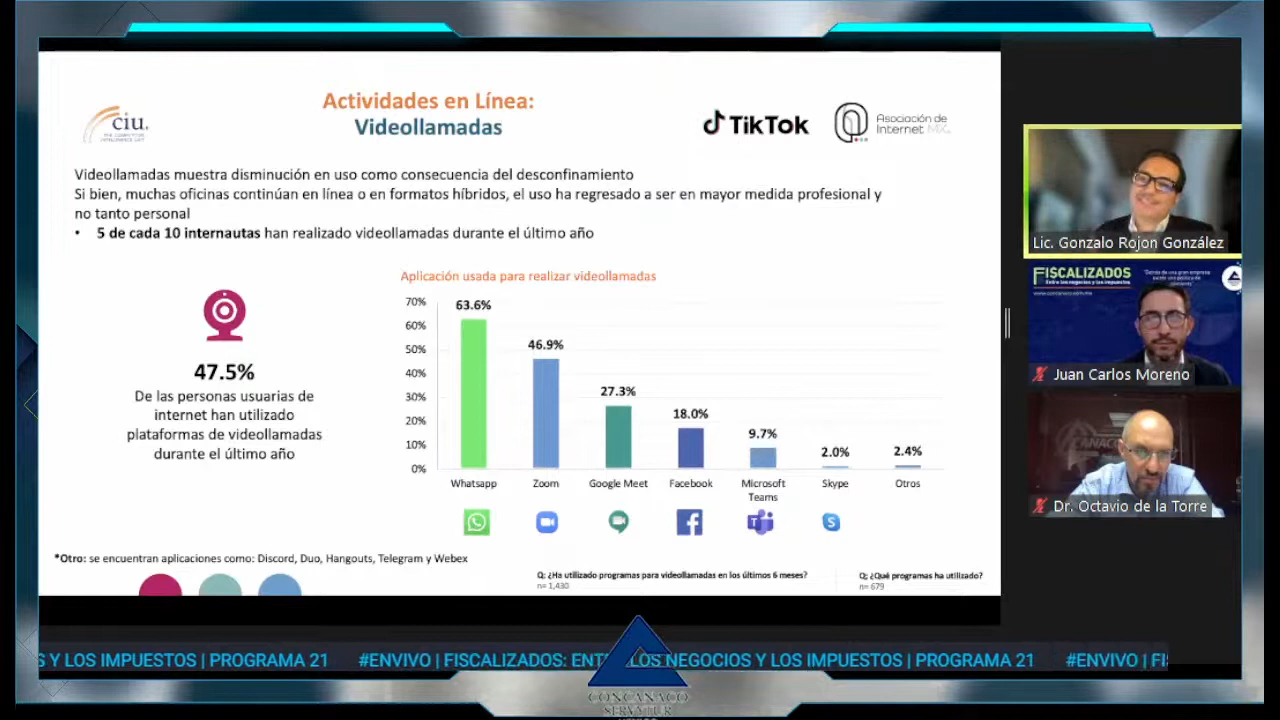 Actividades en Línea:
Videollamadas
ciu.
TikTok
Asociación de
Internet MX.
Videollamadas muestra disminución en uso como consecuencia del desconfinamiento
Si bien, muchas oficinas continúan en línea o en formatos híbridos, el uso ha regresado a ser en mayor medida profesional y
no tanto personal
• 5 de cada 10 internautas han realizado videollamadas durante el último año
47.5%
De las personas usuarias de
internet han utilizado
plataformas de videollamadas
durante el último año
Aplicación usada para realizar videollamadas
70%
60%
50%
40%
30%
20%
10%
0%
63.6%
46.9%
27.3%
18.0%
9.7%
2.0%
2.4%
Whatsapp
Zoom
Google Meet
Facebook
Microsoft
Teams
Skype
Otros
*Otro: se encuentran aplicaciones como: Discord, Duo, Hangouts, Telegram y Webex
Q: ¿Ha utilizado programas para videollamadas en los últimos 6 meses?
n= 1,430
Q: ¿Qué programas ha utilizado?
n= 679
Lic. Gonzalo Rojon González
FISCALIZADOS
Entre los negocios y los impuestos
Juan Carlos Moreno
Dr. Octavio de la Torre
S Y LOS IMPUESTOS | PROGRAMA 21 #ENVIVO | FISCALIZADOS: ENTRE LOS NEGOCIOS Y LOS IMPUESTOS | PROGRAMA 21 #ENVIVO | FIS
CONCANACO
SERVYTUR
MÉXICO